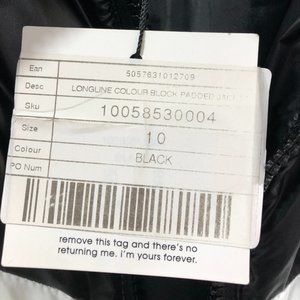 Ean 5057631012709
Desc LONGLINE COLOUR BLOCK PADDED
Sku 10058530004
Size 10
Colour BLACK
PO Num
remove this tag and there's no
returning me. i'm yours forever.